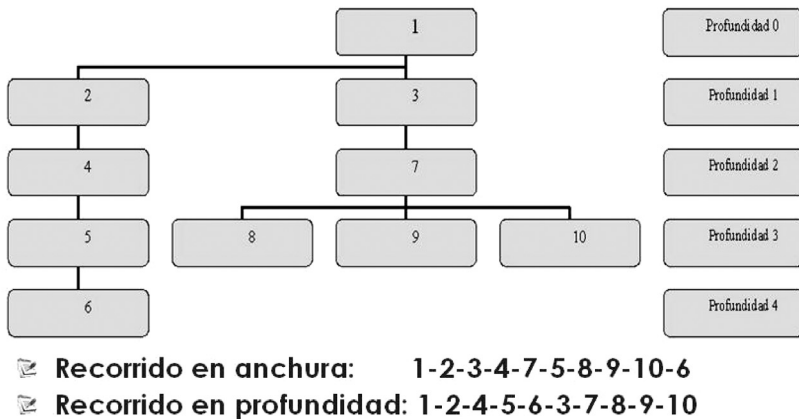 1 Profundidad 0
2 3 Profundidad 1
4 7 Profundidad 2
5 8 9 10 Profundidad 3
6 Profundidad 4
Recorrido en anchura: 1-2-3-4-7-5-8-9-10-6
Recorrido en profundidad: 1-2-4-5-6-3-7-8-9-10